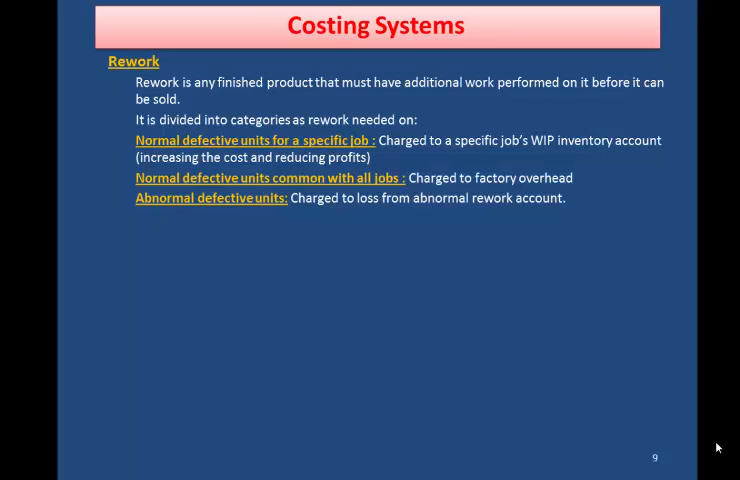 Costing Systems
Rework
Rework is any finished product that must have additional work performed on it before it can
be sold.
It is divided into categories as rework needed on:
Normal defective units for a specific job : Charged to a specific job's WIP inventory account
(increasing the cost and reducing profits)
Normal defective units common with all jobs : Charged to factory overhead
Abnormal defective units: Charged to loss from abnormal rework account.
9